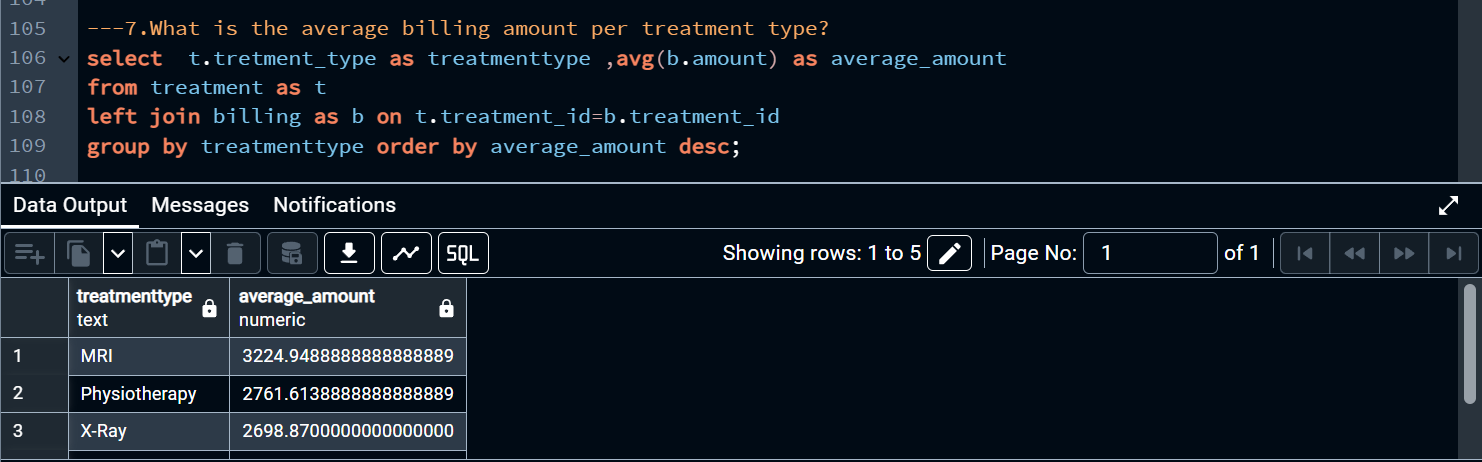 104
105 ---7.What is the average billing amount per treatment type?
106 select  t.tretment_type as treatmenttype ,avg(b.amount) as average_amount
107 from treatment as t
108 left join billing as b on t.treatment_id=b.treatment_id
109 group by treatmenttype order by average_amount desc;
110
Data Output Messages Notifications
SQL Showing rows: 1 to 5 Page No: 1 of 1
treatmenttype average_amount
text numeric
1 MRI 3224.9488888888888889
2 Physiotherapy 2761.6138888888888889
3 X-Ray 2698.8700000000000000